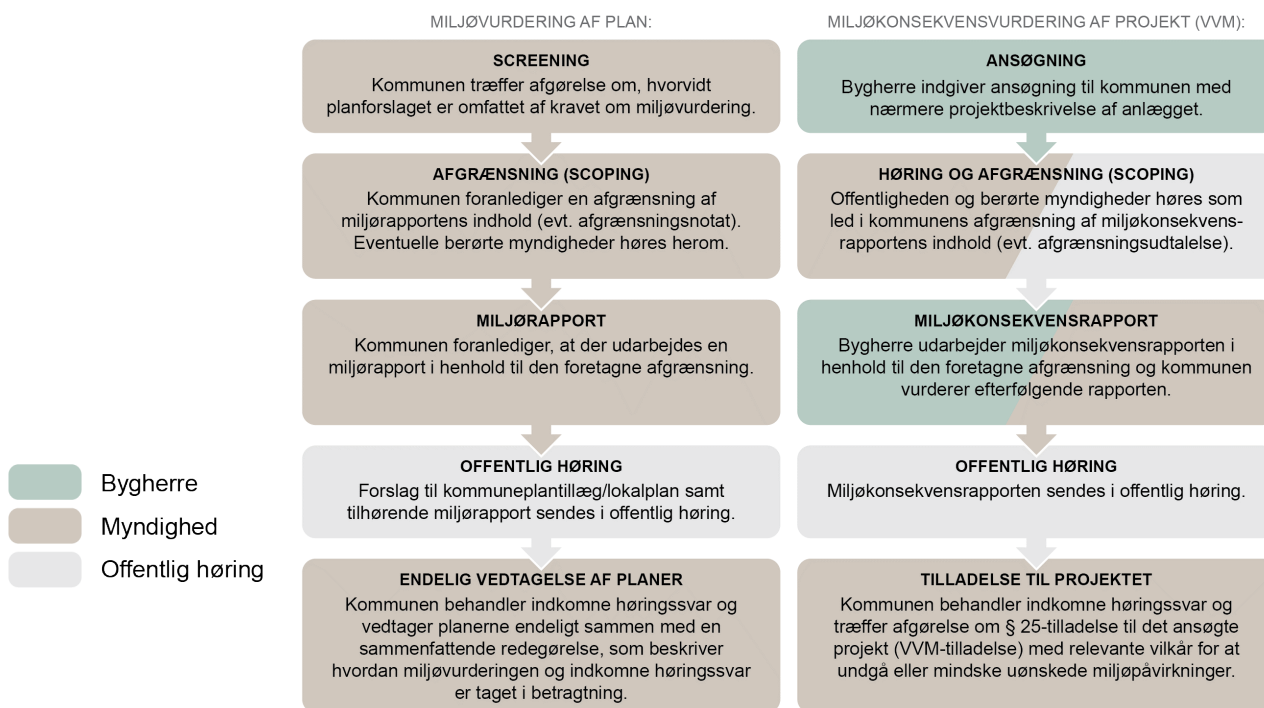 MILJØVURDERING AF PLAN:
SCREENING
Kommunen træffer afgørelse om, hvorvidt
planforslaget er omfattet af kravet om miljøvurdering.
AFGRÆNSNING (SCOPING)
Kommunen foranlediger en afgrænsning af
miljørapportens indhold (evt. afgrænsningsnotat).
Eventuelle berørte myndigheder høres herom.
MILJØRAPPORT
Kommunen foranlediger, at der udarbejdes en
miljørapport i henhold til den foretagne afgrænsning.
OFFENTLIG HØRING
Forslag til kommuneplantillæg/lokalplan samt
tilhørende miljørapport sendes i offentlig høring.
ENDELIG VEDTAGELSE AF PLANER
Kommunen behandler indkomne høringssvar og
vedtager planerne endeligt sammen med en
sammenfattende redegørelse, som beskriver
hvordan miljøvurderingen og indkomne høringssvar
er taget i betragtning.
MILJØKONSEKVENSVURDERING AF PROJEKT (VVM):
ANSØGNING
Bygherre indgiver ansøgning til kommunen med
nærmere projektbeskrivelse af anlægget.
HØRING OG AFGRÆNSNING (SCOPING)
Offentligheden og berørte myndigheder høres som
led i kommunens afgrænsning af miljøkonsekvens-
rapportens indhold (evt. afgrænsningsudtalelse).
MILJØKONSEKVENSRAPPORT
Bygherre udarbejder miljøkonsekvensrapporten i
henhold til den foretagne afgrænsning og kommunen
vurderer efterfølgende rapporten.
OFFENTLIG HØRING
Miljøkonsekvensrapporten sendes i offentlig høring.
TILLADELSE TIL PROJEKTET
Kommunen behandler indkomne høringssvar og
træffer afgørelse om § 25-tilladelse til det ansøgte
projekt (VVM-tilladelse) med relevante vilkår for at
undgå eller mindske uønskede miljøpåvirkninger.
Bygherre
Myndighed
Offentlig høring